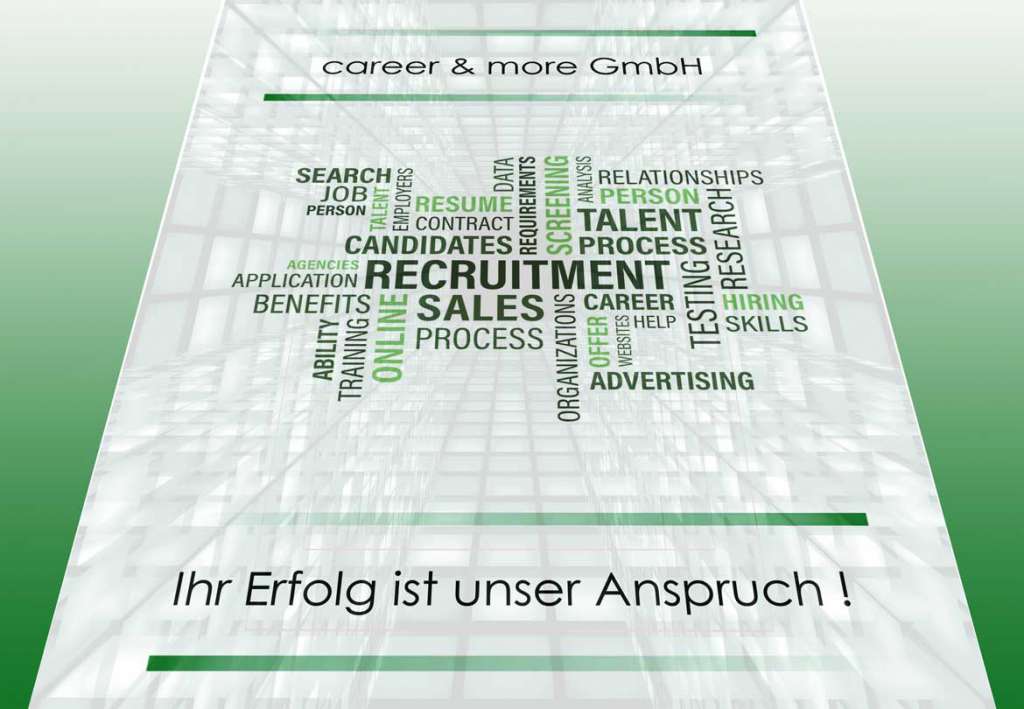 career & more GmbH
SEARCH
JOB
PERSON
TALENT
EMPLOYERS
RESUME
DATA
CONTRACT
REQUIREMENTS
CANDIDATES
SCREENING
ANALYSIS
RELATIONSHIPS
PERSON
TALENT
PROCESS
RESEARCH
AGENCIES
APPLICATION
RECRUITMENT
BENEFITS
SALES
PROCESS
ABILITY
TRAINING
ONLINE
ORGANIZATIONS
CAREER
OFFER
WEBSITES
HELP
TESTING
HIRING
SKILLS
ADVERTISING
Ihr Erfolg ist unser Anspruch !